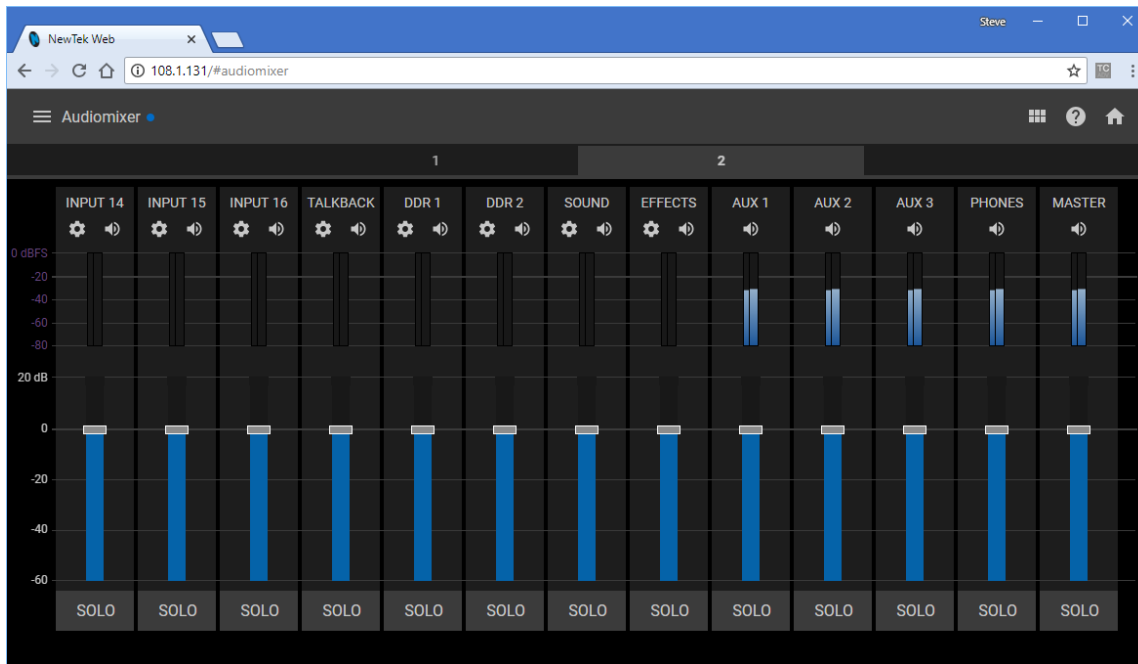 Steve
NewTek Web
108.1.131/#audiomixer
TC
Audiomixer
1 2
INPUT 14 INPUT 15 INPUT 16 TALKBACK DDR 1 DDR 2 SOUND EFFECTS AUX 1 AUX 2 AUX 3 PHONES MASTER
0 dBFS
-20
-40
-60
-80
20 dB
0
-20
-40
-60
SOLO SOLO SOLO SOLO SOLO SOLO SOLO SOLO SOLO SOLO SOLO SOLO SOLO